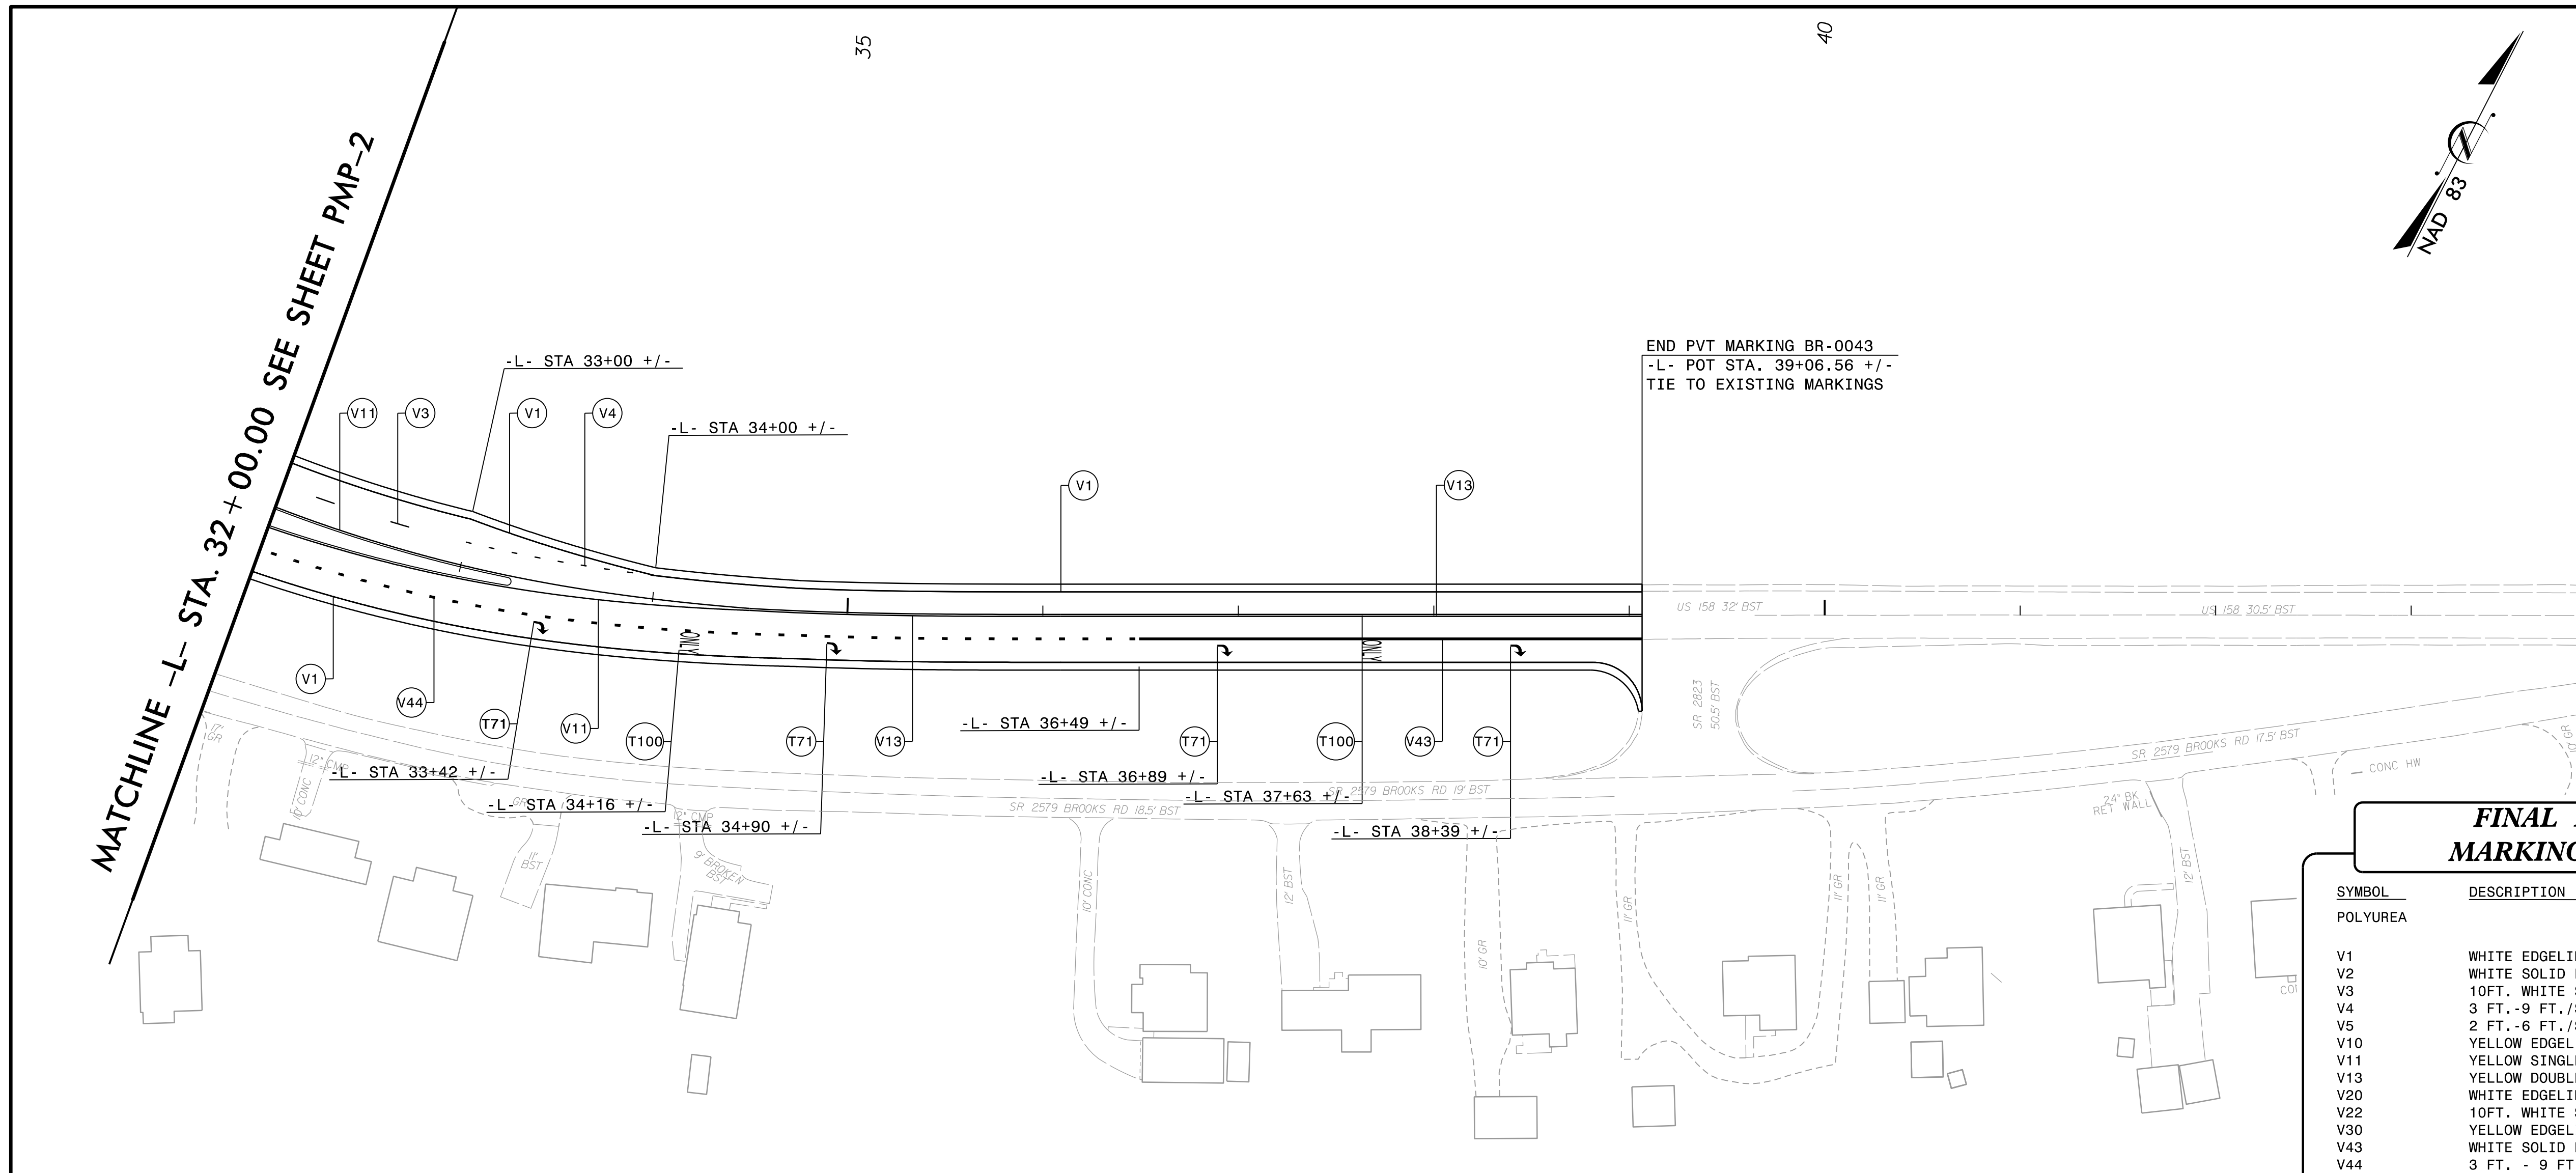 35
40
MATCHLINE -L- STA. 32+00.00 SEE SHEET PMP-2
NAD 83
-L- STA 33+00 +/-
END PVT MARKING BR-0043
-L- POT STA. 39+06.56 +/-
TIE TO EXISTING MARKINGS
V11
V3
V1
V4
-L- STA 34+00 +/-
V1
V13
US 158 32' BST
US 158 30.5' BST
ONLY
ONLY
V1
V44
T71
V11
T100
T71
V13
-L- STA 36+49 +/-
T71
T100
V43
T71
SR 2823
50.5' BST
17'
GR
12" CMP
10' CONC
-L- STA 33+42 +/-
-L- STA 36+89 +/-
SR 2579 BROOKS RD 17.5' BST
CONC HW
10' GR
GR
-L- STA 34+16 +/-
-L- STA 37+63 +/-
SR 2579 BROOKS RD 19' BST
SR 2579 BROOKS RD 18.5' BST
12" CMP
-L- STA 34+90 +/-
-L- STA 38+39 +/-
24" BK
RET WALL
11'
BST
9' BROKEN
BST
10' CONC
12' BST
10' GR
11' GR
11' GR
11' GR
12' BST
FINAL
MARKING
SYMBOL DESCRIPTION
POLYUREA
V1 WHITE EDGELI
V2 WHITE SOLID
V3 10FT. WHITE
V4 3 FT.-9 FT./
V5 2 FT.-6 FT./
V10 YELLOW EDGEL
V11 YELLOW SINGL
V13 YELLOW DOUBL
V20 WHITE EDGELI
V22 10FT. WHITE
V30 YELLOW EDGEL
V43 WHITE SOLID
V44 3 FT. - 9 FT